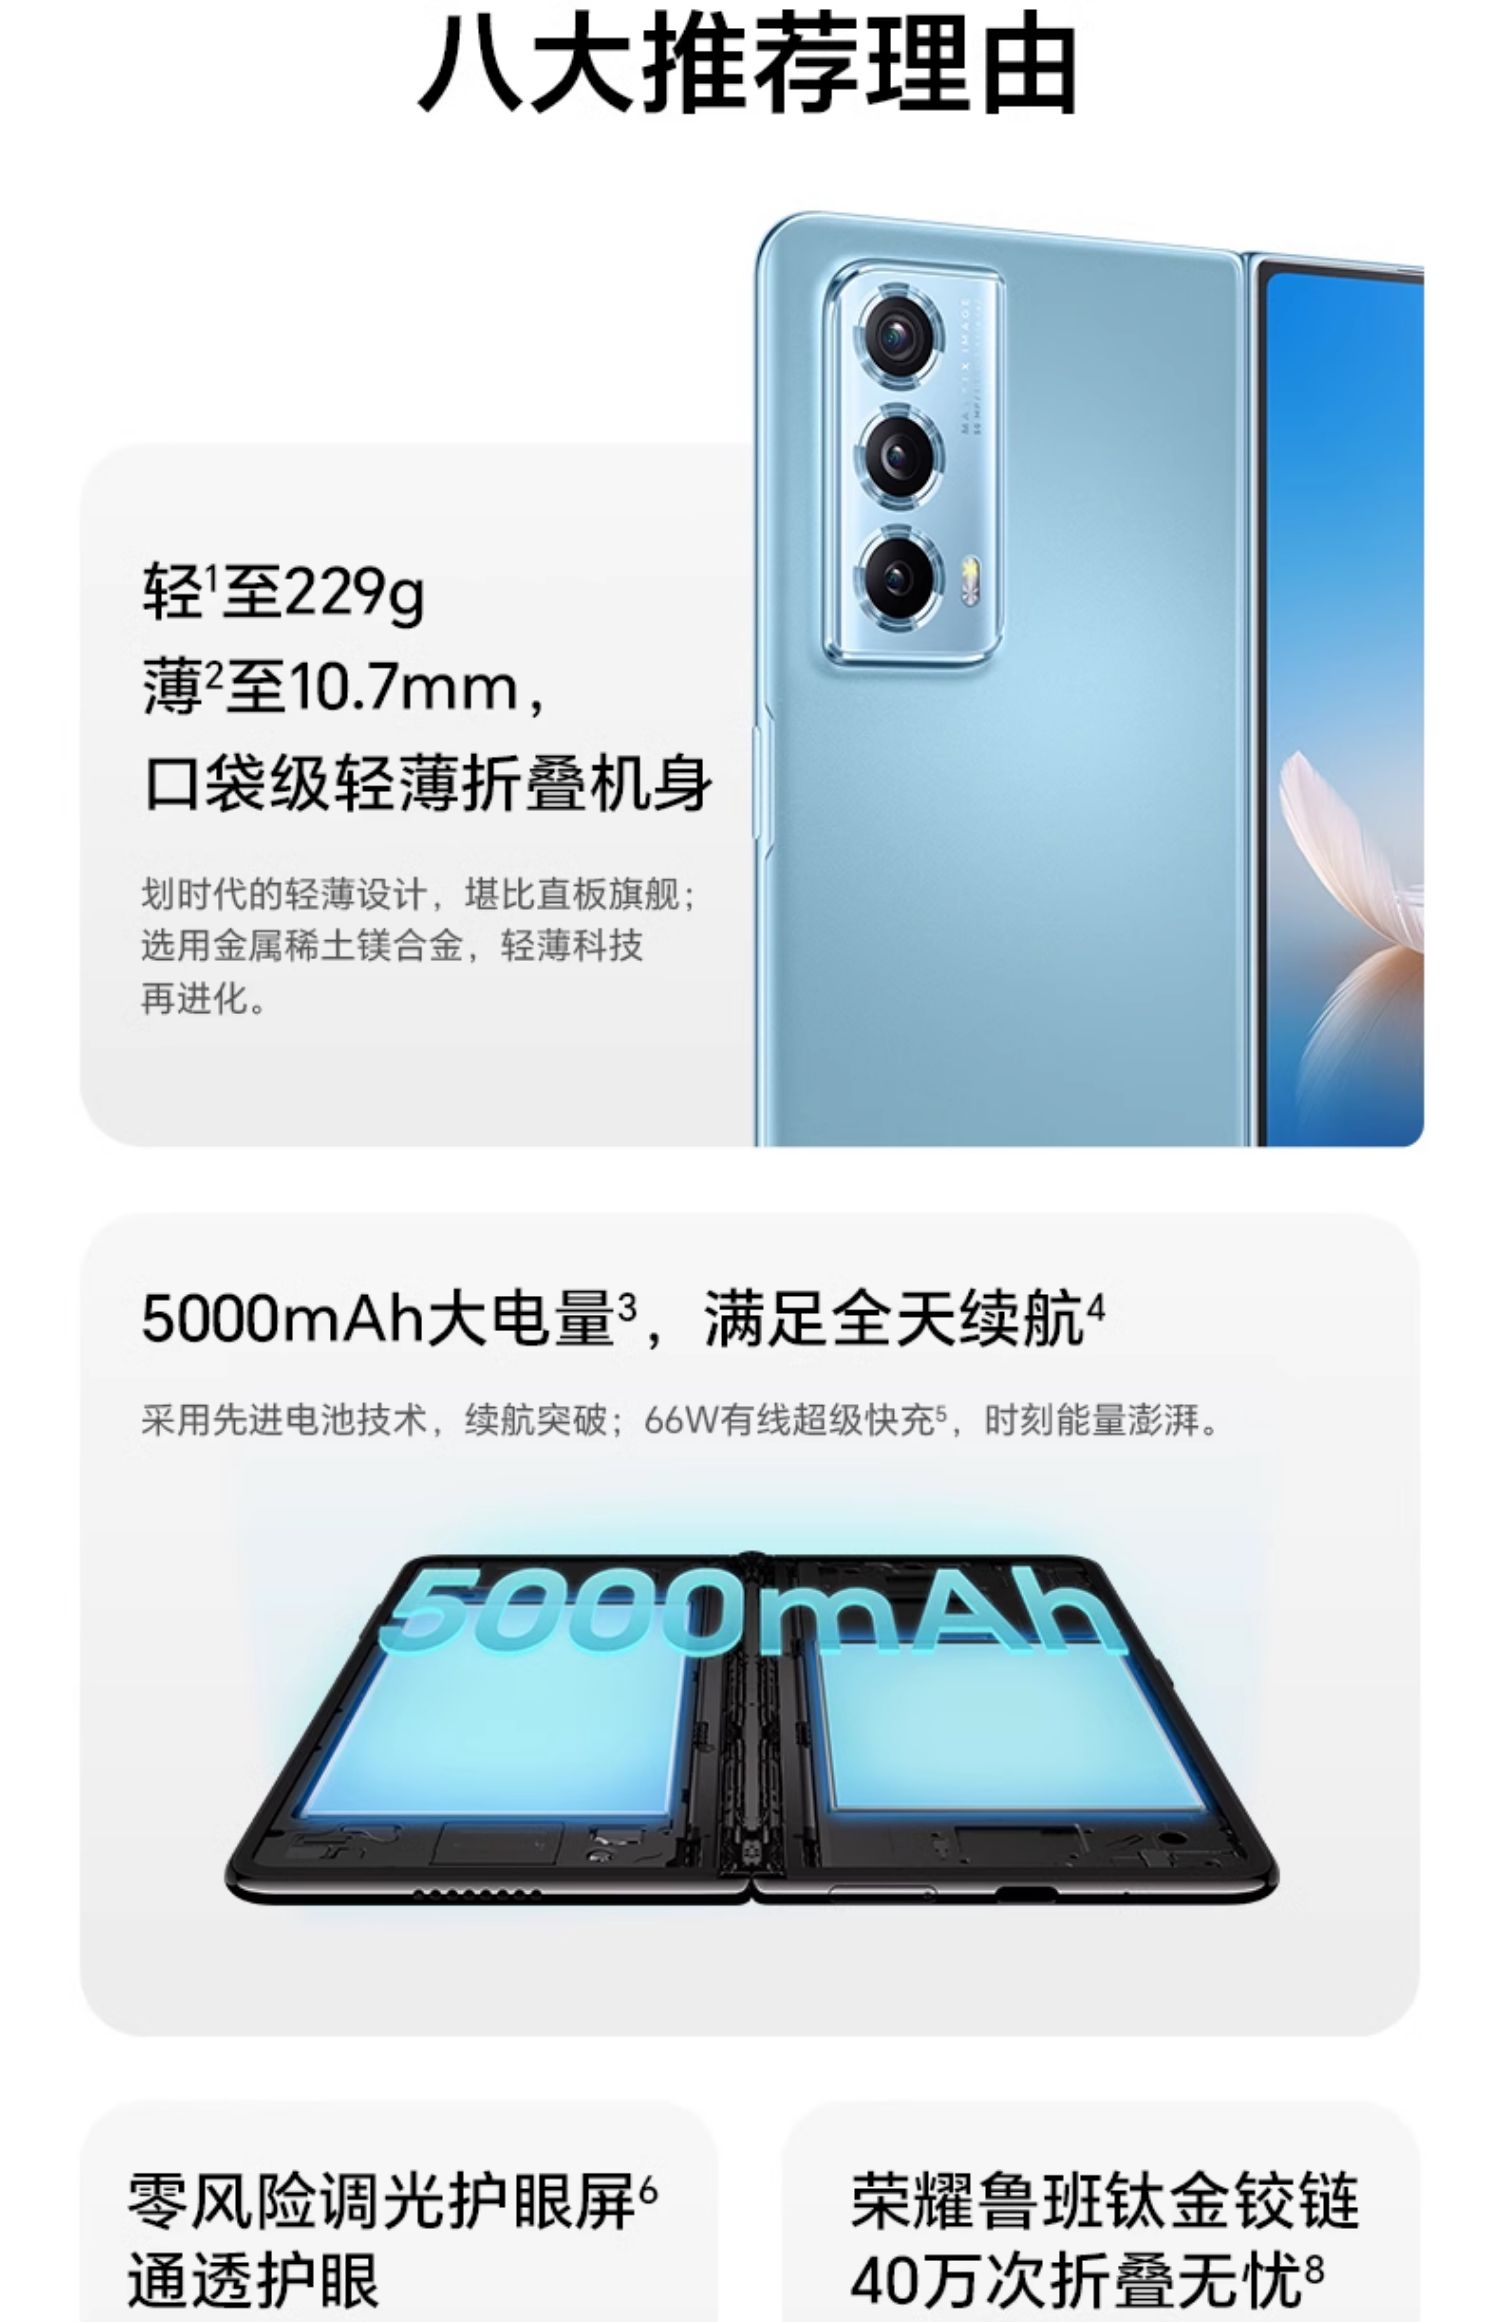 八大推荐理由
MATRIX IMAGE
轻¹至229g
薄²至10.7mm，
口袋级轻薄折叠机身
划时代的轻薄设计，堪比直板旗舰；
选用金属稀土镁合金，轻薄科技
再进化。
5000mAh大电量³，满足全天续航⁴
采用先进电池技术，续航突破；66W有线超级快充⁵，时刻能量澎湃。
5000mAh
零风险调光护眼屏⁶
通透护眼
荣耀鲁班钛金铰链
40万次折叠无忧⁸